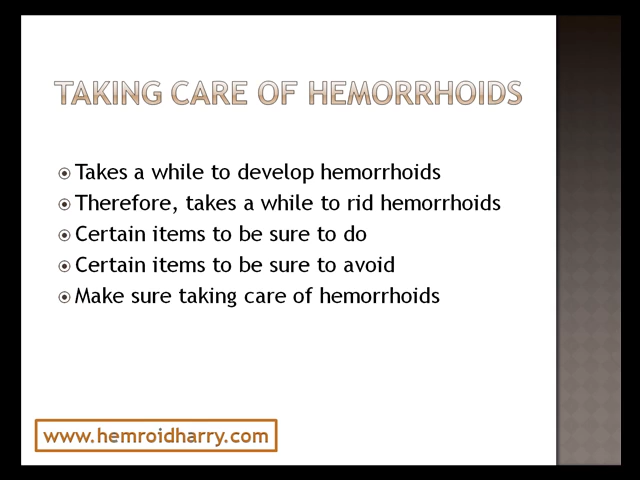 TAKING CARE OF HEMORRHOIDS
Takes a while to develop hemorrhoids
Therefore, takes a while to rid hemorrhoids
Certain items to be sure to do
Certain items to be sure to avoid
Make sure taking care of hemorrhoids
www.hemroidharry.com